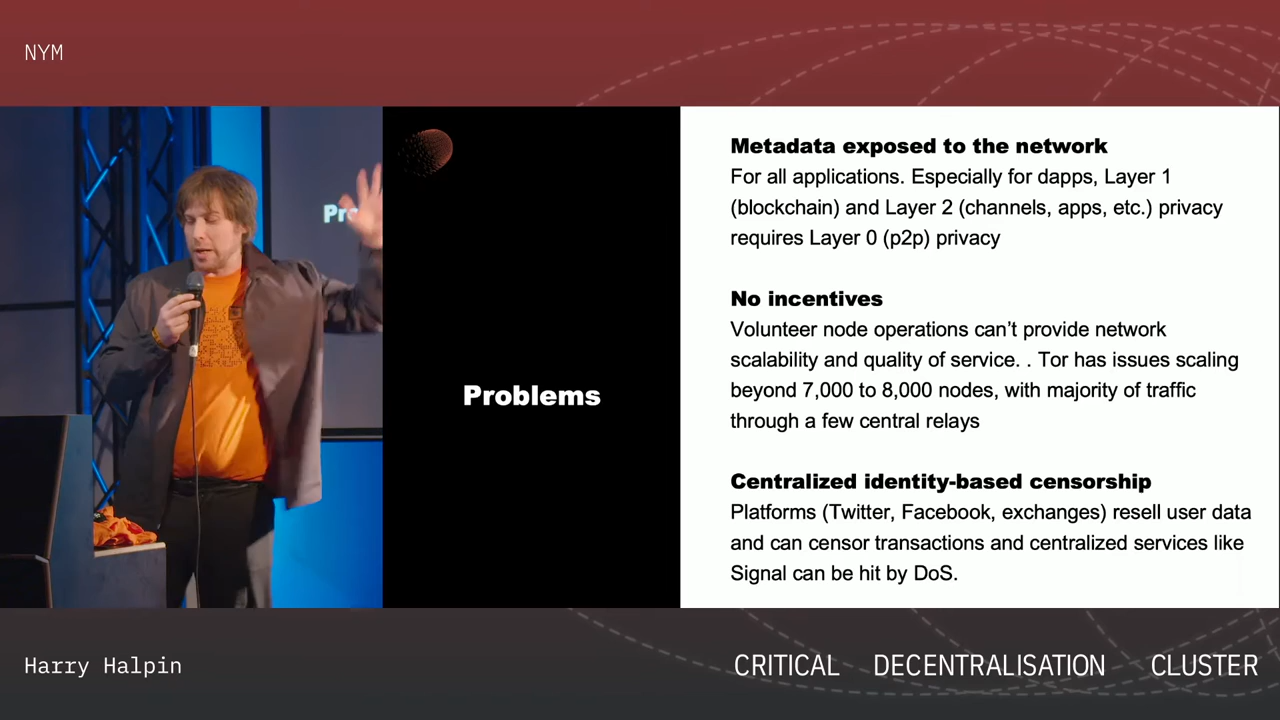 NYM
Pr
Problems
Metadata exposed to the network
For all applications. Especially for dapps, Layer 1
(blockchain) and Layer 2 (channels, apps, etc.) privacy
requires Layer 0 (p2p) privacy
No incentives
Volunteer node operations can’t provide network
scalability and quality of service. . Tor has issues scaling
beyond 7,000 to 8,000 nodes, with majority of traffic
through a few central relays
Centralized identity-based censorship
Platforms (Twitter, Facebook, exchanges) resell user data
and can censor transactions and centralized services like
Signal can be hit by DoS.
Harry Halpin
CRITICAL DECENTRALISATION CLUSTER